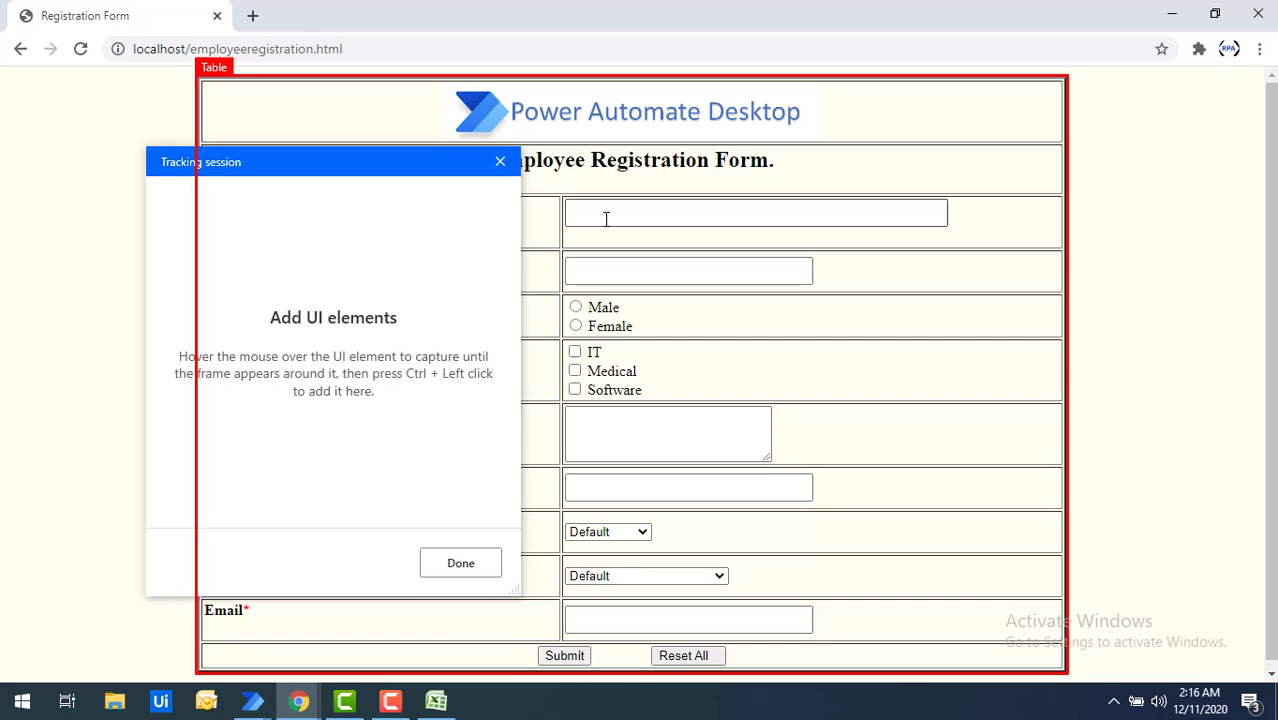 Registration Form
localhost/employeeregistration.html
RPA
Table
Power Automate Desktop
ployee Registration Form.
Tracking session
Add UI elements
Hover the mouse over the UI element to capture until
the frame appears around it, then press Ctrl + Left click
to add it here.
Done
Male
Female
IT
Medical
Software
Default
Default
Email*
Submit
Reset All
Activate Windows
Go to Settings to activate Windows.
Ui
2:16 AM
12/11/2020
3